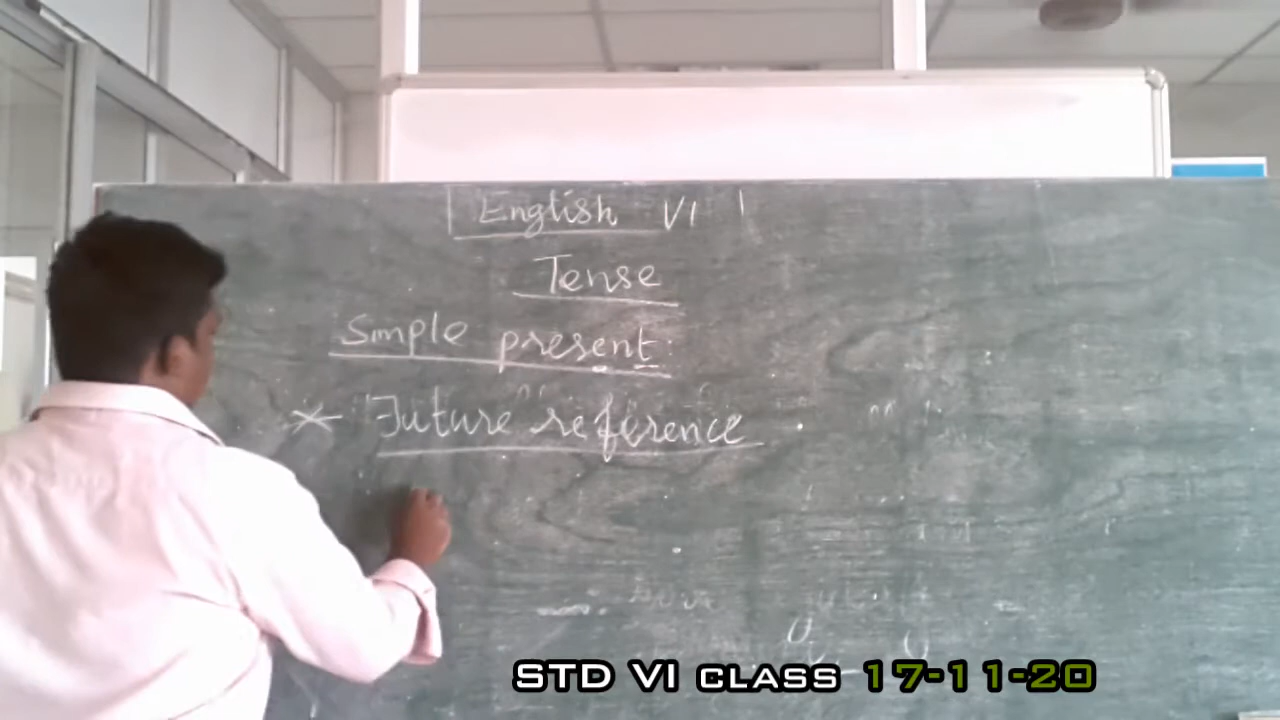 English VI
Tense
Simple present:
Future reference
STD VI CLASS 17-11-20